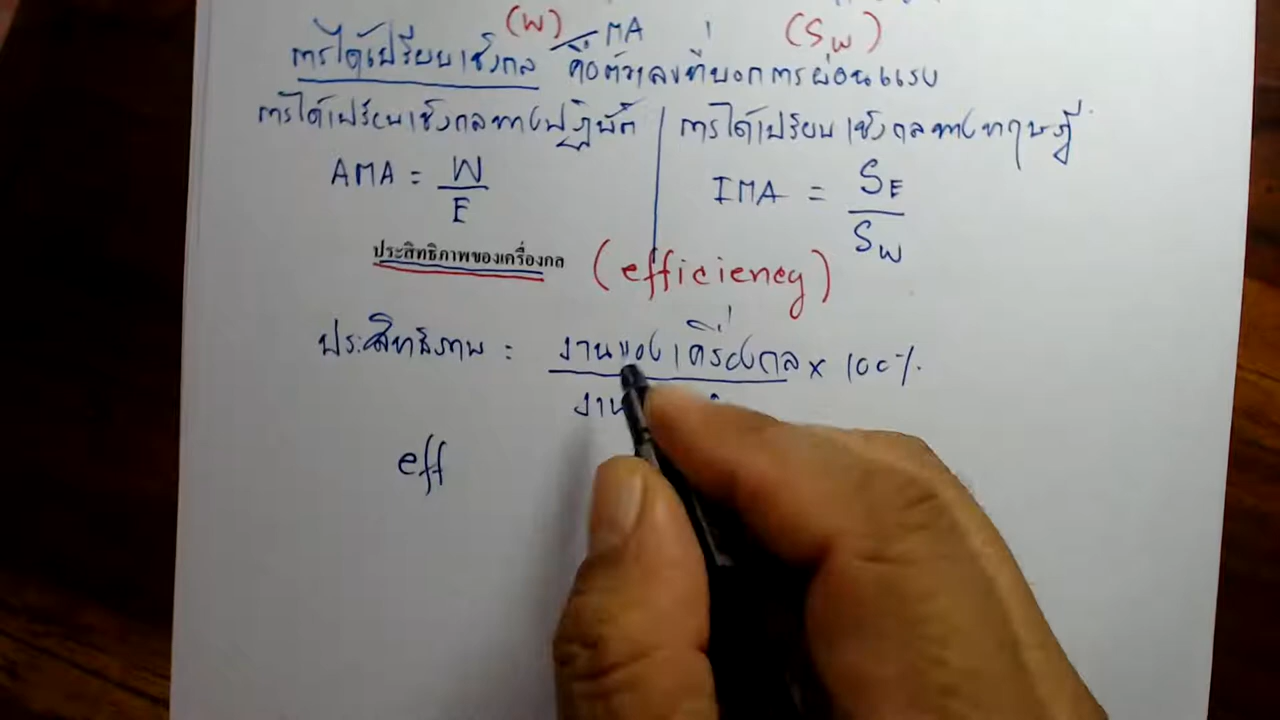 (W) MA (Sw)
การได้เปรียบเชิงกล คือตัวเลขที่บอกการผ่อนแรง
การได้เปรียบเชิงกลทางปฏิบัติ | การได้เปรียบเชิงกลทางทฤษฎี
AMA = W/E IMA = SE/Sw
ประสิทธิภาพของเครื่องกล (efficiency)
ประสิทธิภาพ = งานของเครื่องกล × 100%
งาน
eff